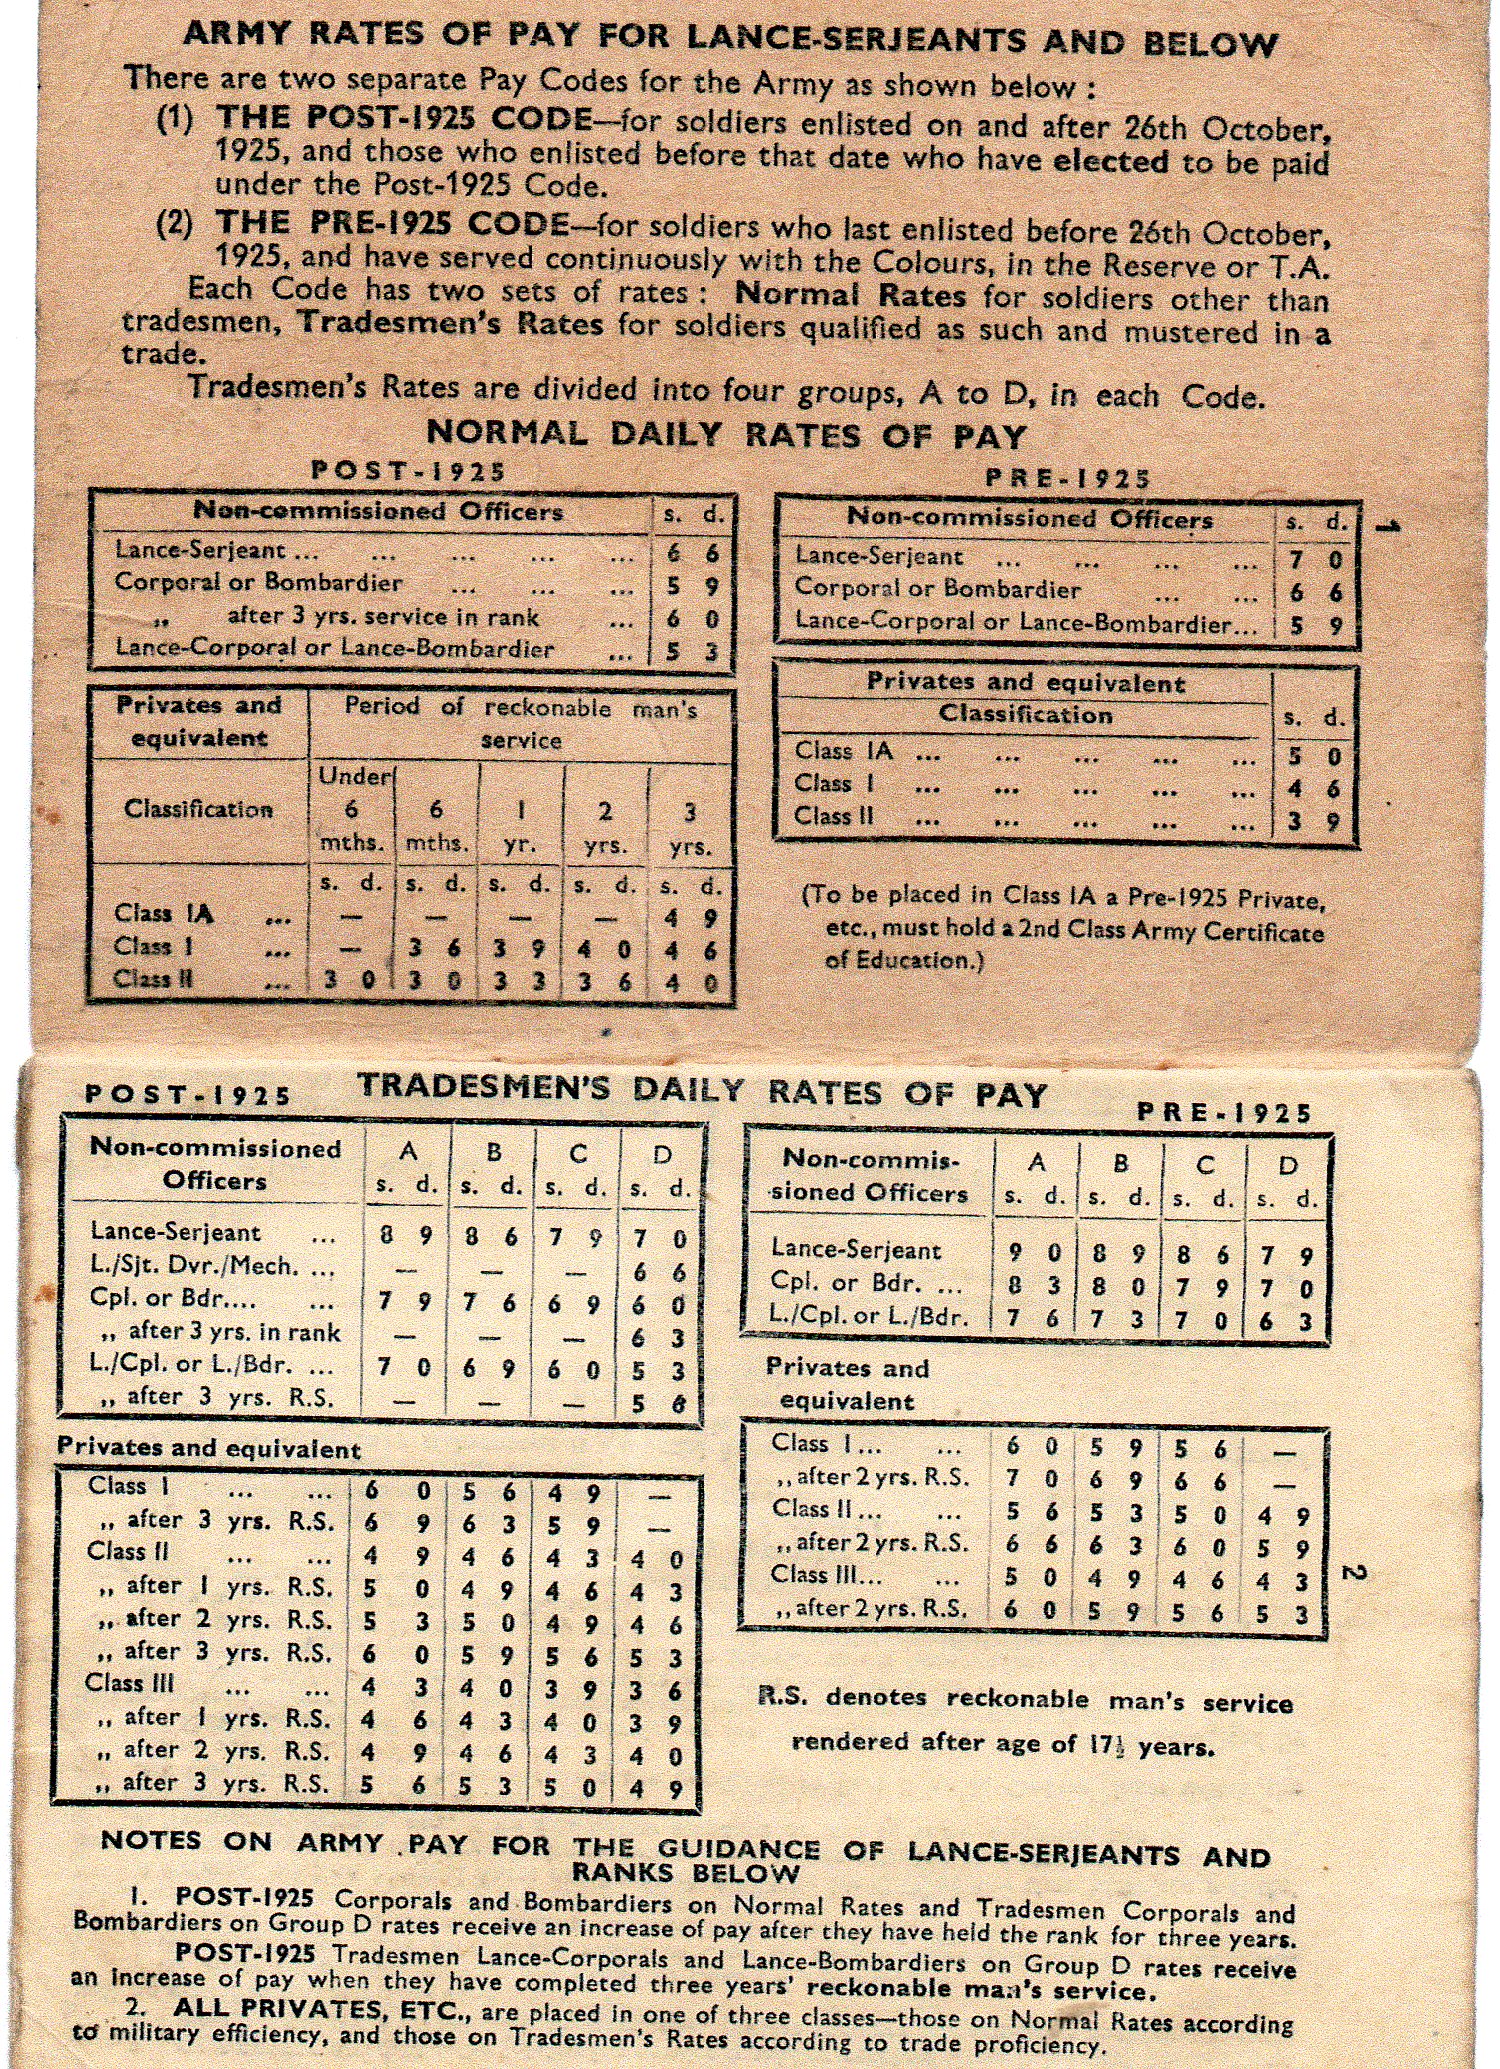 ARMY RATES OF PAY FOR LANCE-SERJEANTS AND BELOW
There are two separate Pay Codes for the Army as shown below :
(1) THE POST-1925 CODE—for soldiers enlisted on and after 26th October,
1925, and those who enlisted before that date who have elected to be paid
under the Post-1925 Code.
(2) THE PRE-1925 CODE—for soldiers who last enlisted before 26th October,
1925, and have served continuously with the Colours, in the Reserve or T.A.
Each Code has two sets of rates : Normal Rates for soldiers other than
tradesmen, Tradesmen's Rates for soldiers qualified as such and mustered in a
trade.
Tradesmen's Rates are divided into four groups, A to D, in each Code.
NORMAL DAILY RATES OF PAY
POST-1925
Non-commissioned Officers s. d.
Lance-Serjeant ... ... ... ... ... 6 6
Corporal or Bombardier ... ... ... 5 9
,, after 3 yrs. service in rank ... 6 0
Lance-Corporal or Lance-Bombardier ... 5 3
Privates and Period of reckonable man's
equivalent service
Under
Classification 6 6 1 2 3
mths. mths. yr. yrs. yrs.
s. d. s. d. s. d. s. d. s. d.
Class IA ... — — — — 4 9
Class I ... — 3 6 3 9 4 0 4 6
Class II ... 3 0 3 0 3 3 3 6 4 0
PRE-1925
Non-commissioned Officers s. d.
Lance-Serjeant ... ... ... ... 7 0
Corporal or Bombardier ... ... 6 6
Lance-Corporal or Lance-Bombardier... 5 9
1
Privates and equivalent
Classification s. d.
Class IA ... ... ... ... ... 5 0
Class I ... ... ... ... ... 4 6
Class II ... ... ... ... ... 3 9
(To be placed in Class IA a Pre-1925 Private,
etc., must hold a 2nd Class Army Certificate
of Education.)
TRADESMEN'S DAILY RATES OF PAY
POST-1925
Non-commissioned A B C D
Officers s. d. s. d. s. d. s. d.
Lance-Serjeant ... 8 9 8 6 7 9 7 0
L./Sjt. Dvr./Mech. ... — — — 6 6
Cpl. or Bdr.... ... 7 9 7 6 6 9 6 0
,, after 3 yrs. in rank — — — 6 3
L./Cpl. or L./Bdr. ... 7 0 6 9 6 0 5 3
,, after 3 yrs. R.S. — — — 5 6
Privates and equivalent
Class I ... ... 6 0 5 6 4 9 —
,, after 3 yrs. R.S. 6 9 6 3 5 9 —
Class II ... ... 4 9 4 6 4 3 4 0
,, after 1 yrs. R.S. 5 0 4 9 4 6 4 3
,, after 2 yrs. R.S. 5 3 5 0 4 9 4 6
,, after 3 yrs. R.S. 6 0 5 9 5 6 5 3
Class III ... ... 4 3 4 0 3 9 3 6
,, after 1 yrs. R.S. 4 6 4 3 4 0 3 9
,, after 2 yrs. R.S. 4 9 4 6 4 3 4 0
,, after 3 yrs. R.S. 5 6 5 3 5 0 4 9
PRE-1925
Non-commis- A B C D
sioned Officers s. d. s. d. s. d. s. d.
Lance-Serjeant 9 0 8 9 8 6 7 9
Cpl. or Bdr. ... 8 3 8 0 7 9 7 0
L./Cpl. or L./Bdr. 7 6 7 3 7 0 6 3
Privates and
equivalent
Class I... ... 6 0 5 9 5 6 —
,, after 2 yrs. R.S. 7 0 6 9 6 6 —
Class II... ... 5 6 5 3 5 0 4 9
,, after 2 yrs. R.S. 6 6 6 3 6 0 5 9
Class III... ... 5 0 4 9 4 6 4 3
,, after 2 yrs. R.S. 6 0 5 9 5 6 5 3
2
R.S. denotes reckonable man's service
rendered after age of 17½ years.
NOTES ON ARMY PAY FOR THE GUIDANCE OF LANCE-SERJEANTS AND
RANKS BELOW
1. POST-1925 Corporals and Bombardiers on Normal Rates and Tradesmen Corporals and
Bombardiers on Group D rates receive an increase of pay after they have held the rank for three years.
POST-1925 Tradesmen Lance-Corporals and Lance-Bombardiers on Group D rates receive
an increase of pay when they have completed three years' reckonable man's service.
2. ALL PRIVATES, ETC., are placed in one of three classes—those on Normal Rates according
to military efficiency, and those on Tradesmen's Rates according to trade proficiency.